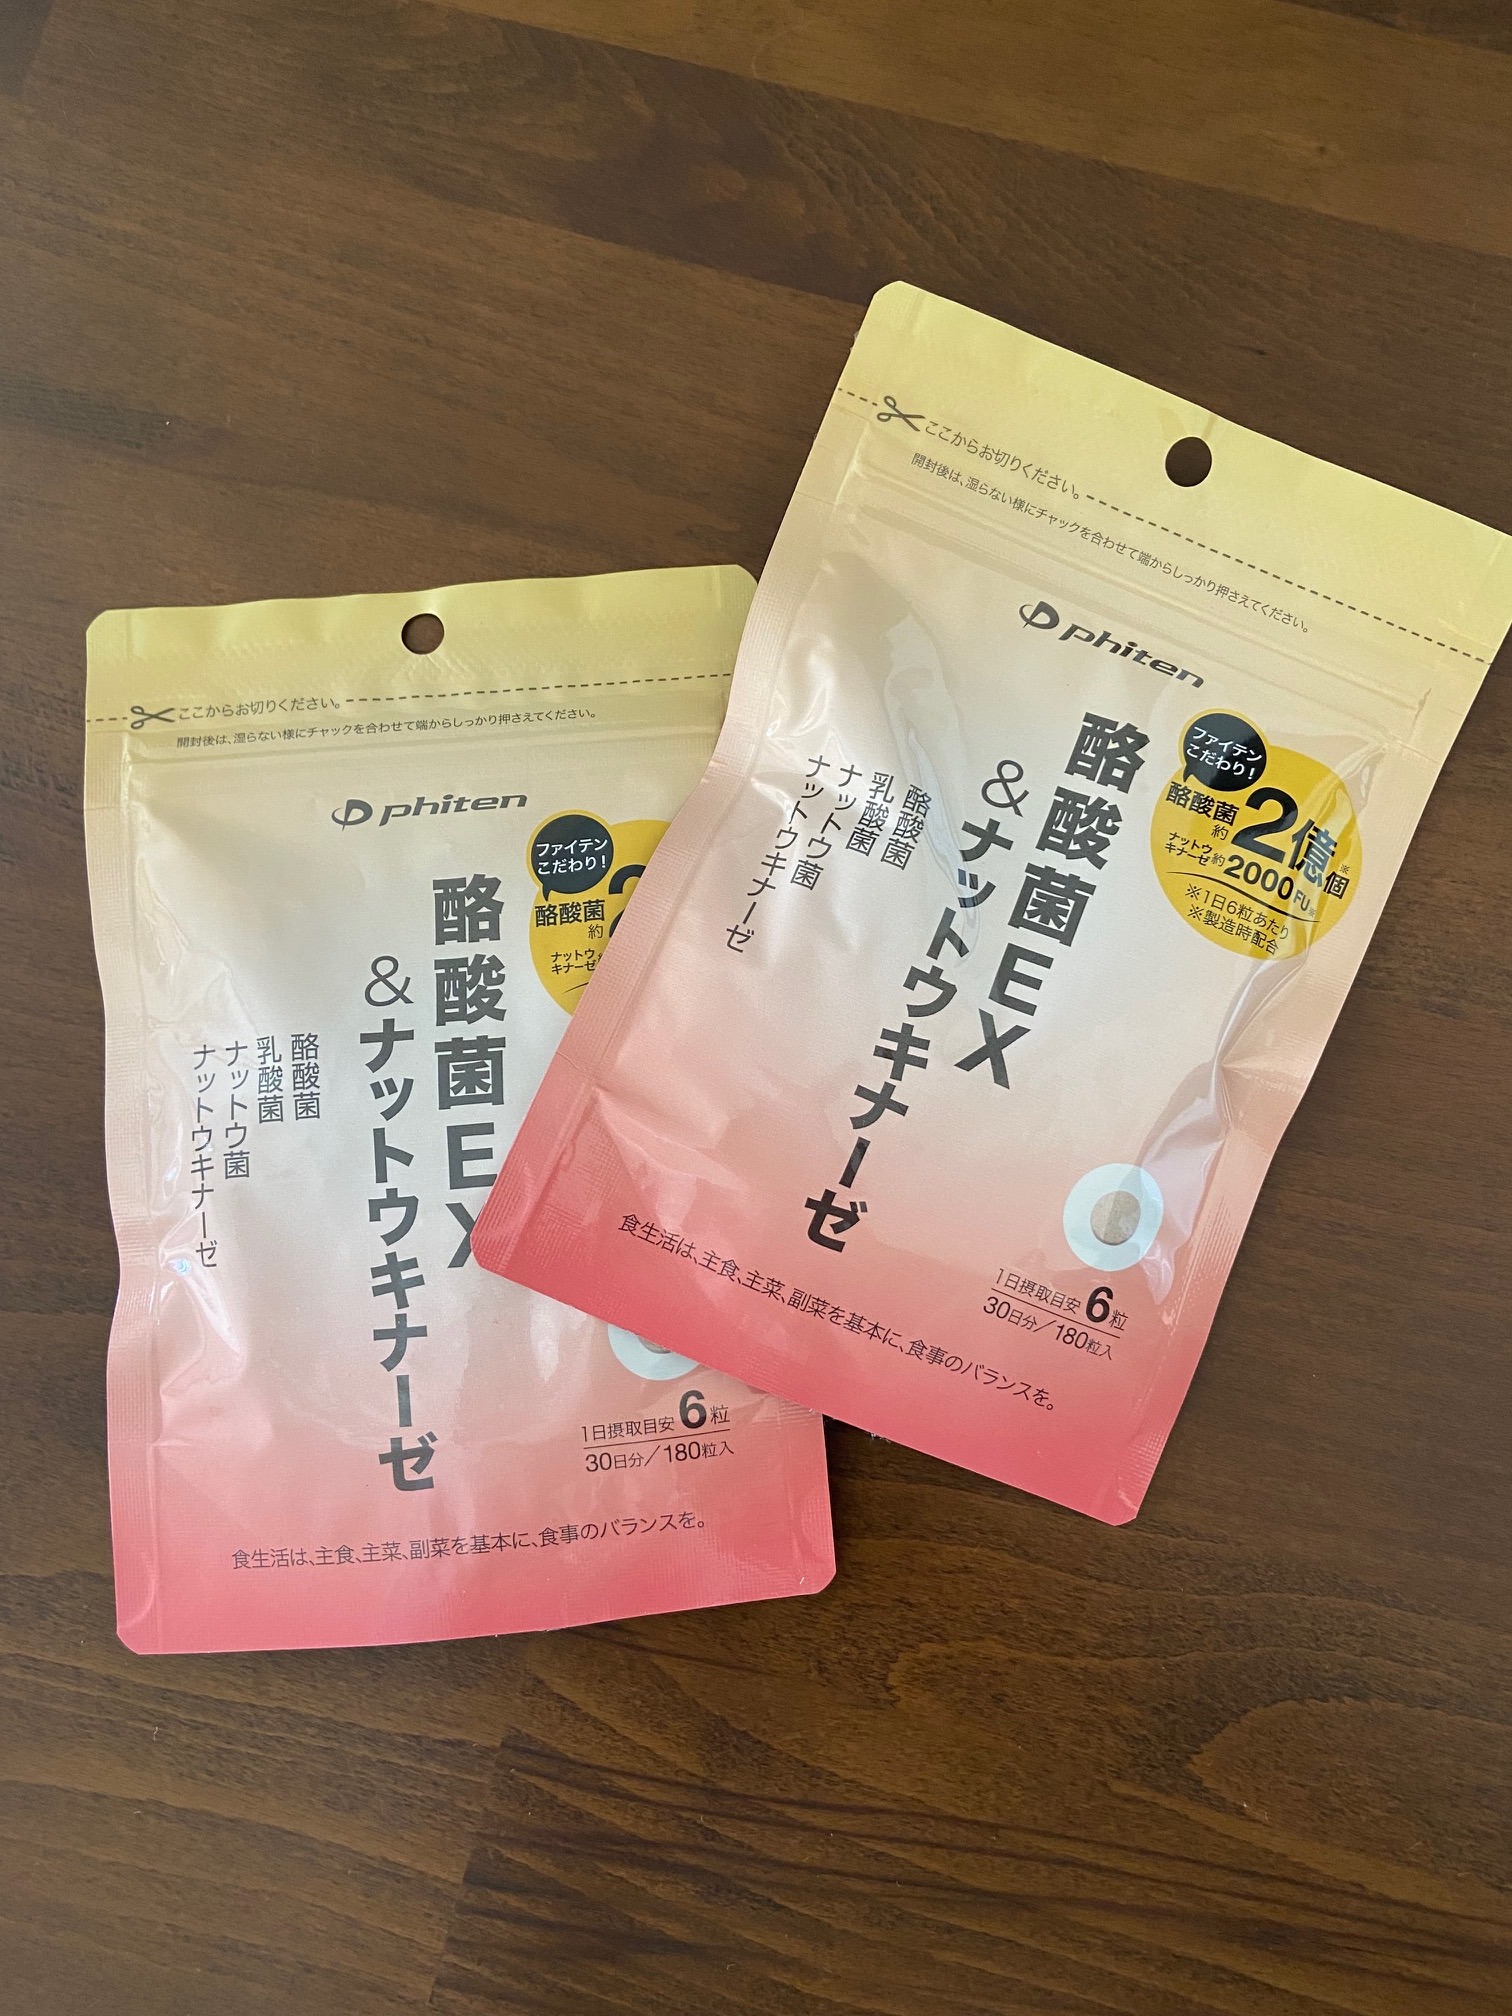 ここからお切りください。
開封後は、湿らない様にチャックを合わせて端からしっかり押さえてください。
phiten
ファイテン
こだわり!
酪酸菌
約
ナットウ
キナーゼ
酪酸菌EX
&ナットウキナーゼ
酪酸菌
乳酸菌
ナットウ菌
ナットウキナーゼ
1日摂取目安6粒
30日分/180粒入
食生活は、主食、主菜、副菜を基本に、食事のバランスを。
ここからお切りください。
開封後は、湿らない様にチャックを合わせて端からしっかり押さえてください。
phiten
ファイテン
こだわり!
酪酸菌約2億個※
ナットウキナーゼ約2000FU※
※1日6粒あたり
※製造時配合
酪酸菌EX
&ナットウキナーゼ
酪酸菌
乳酸菌
ナットウ菌
ナットウキナーゼ
1日摂取目安6粒
30日分/180粒入
食生活は、主食、主菜、副菜を基本に、食事のバランスを。